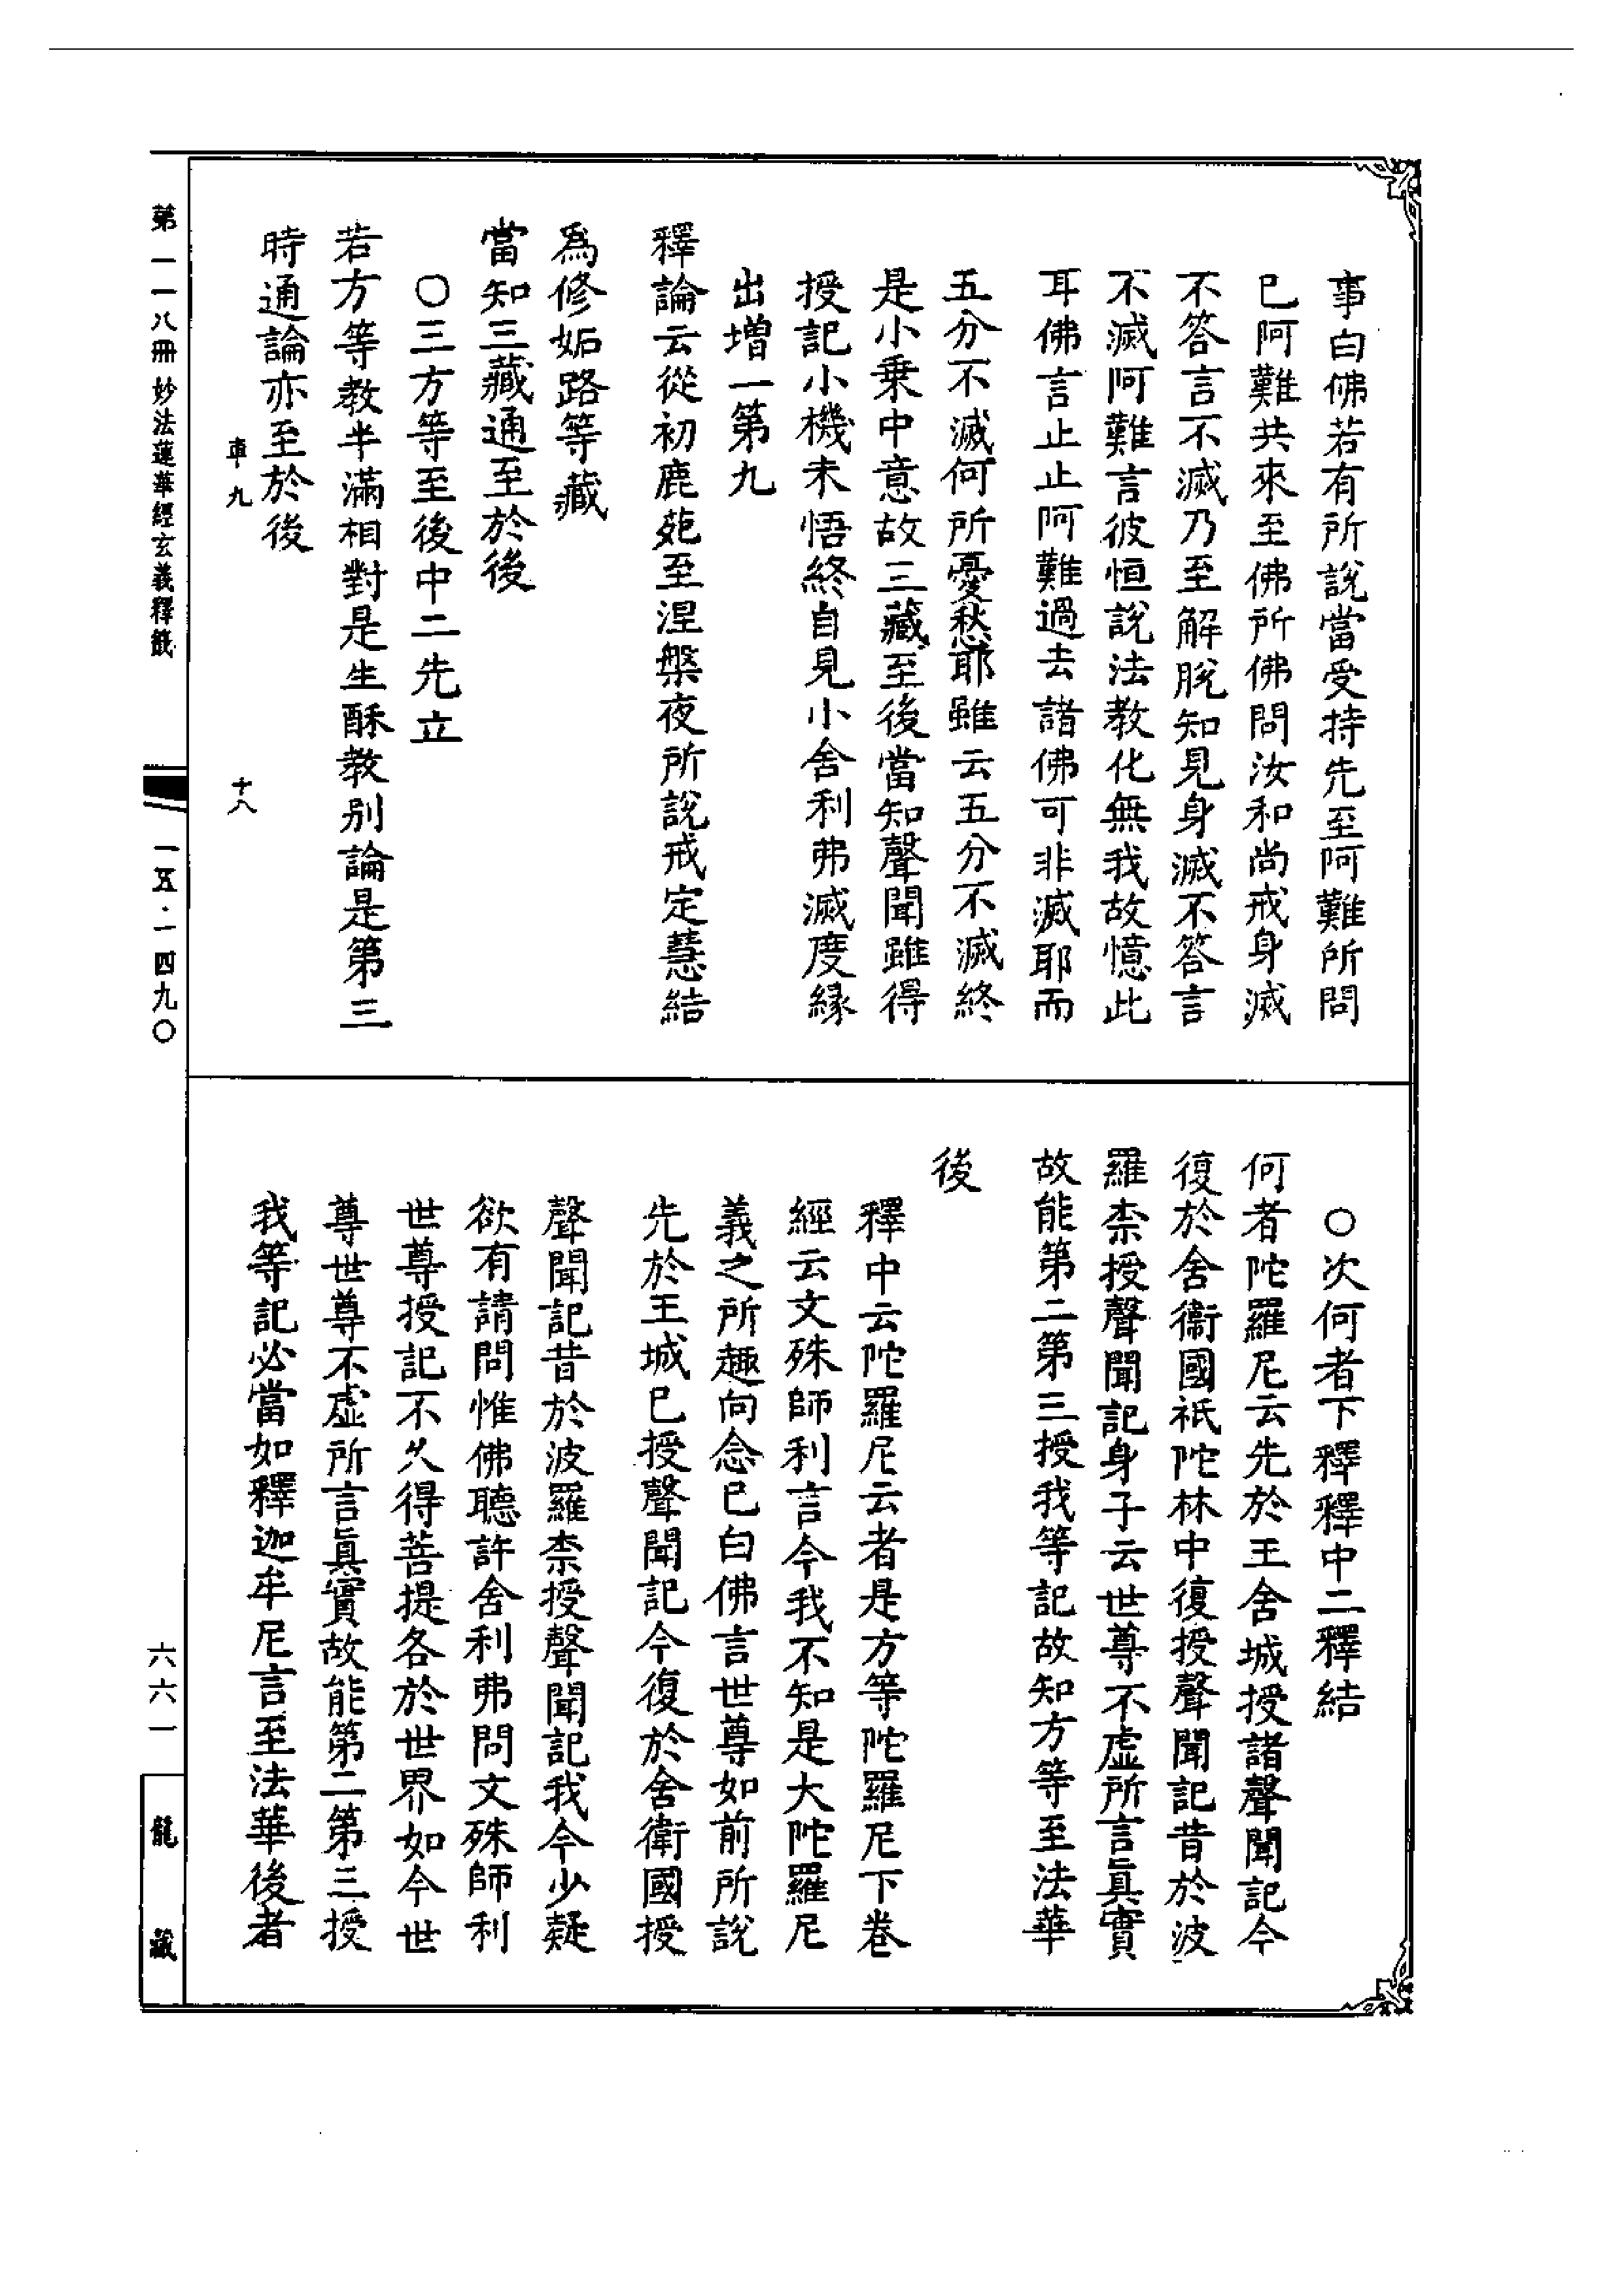 事白佛若有所說當受持先至阿難所問
已阿難共來至佛所佛問汝和尚戒身滅
不答言不滅乃至解脫知見身滅不答言
不滅阿難言彼恒說法教化無我故憶此
耳佛言止止阿難過去諸佛可非滅耶而
五分不滅何所憂愁耶雖云五分不滅終
是小乗中意故三藏至後當知聲聞雖得
授記小機未悟終自見小舍利弗滅度縁
出增一第九
釋論云從初鹿苑至涅槃夜所說戒定慧結
為修妬路等藏
當知三藏通至於後
〇三方等至後中二先立
若方等教半滿相對是生酥教別論是第三
時通論亦至於後
車九
十八
〇次何者下釋釋中二釋結
何者陀羅尼云先於王舍城授諸聲聞記今
復於舍衞國祇陀林中復授聲聞記昔於波
羅柰授聲聞記身子云世尊不虛所言眞實
故能第二第三授我等記故知方等至法華
後
釋中云陀羅尼云者是方等陀羅尼下卷
經云文殊師利言今我不知是大陀羅尼
義之所趣向念已白佛言世尊如前所說
先於王城已授聲聞記今復於舍衛國授
聲聞記昔於波羅柰授聲聞記我今少疑
欲有請問惟佛聽許舍利弗問文殊師利
世尊授記不久得菩提各於世界如今世
尊世尊不虛所言眞實故能第二第三授
我等記必當如釋迦牟尼言至法華後者
第一一八冊 妙法蓮華經玄義釋籤
一五·一四九〇
六六一
龍藏